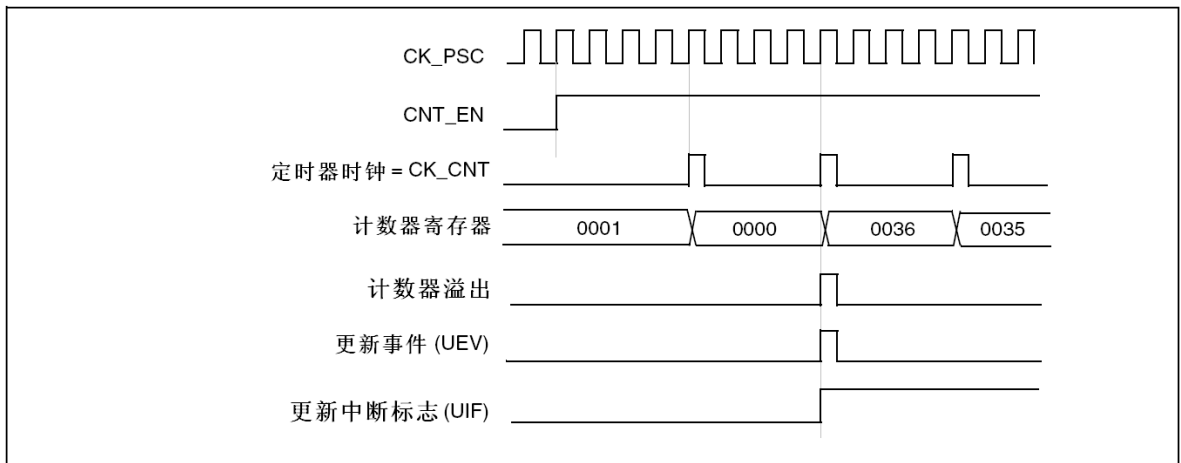 CK_PSC
CNT_EN
定时器时钟 = CK_CNT
计数器寄存器 0001 0000 0036 0035
计数器溢出
更新事件 (UEV)
更新中断标志 (UIF)